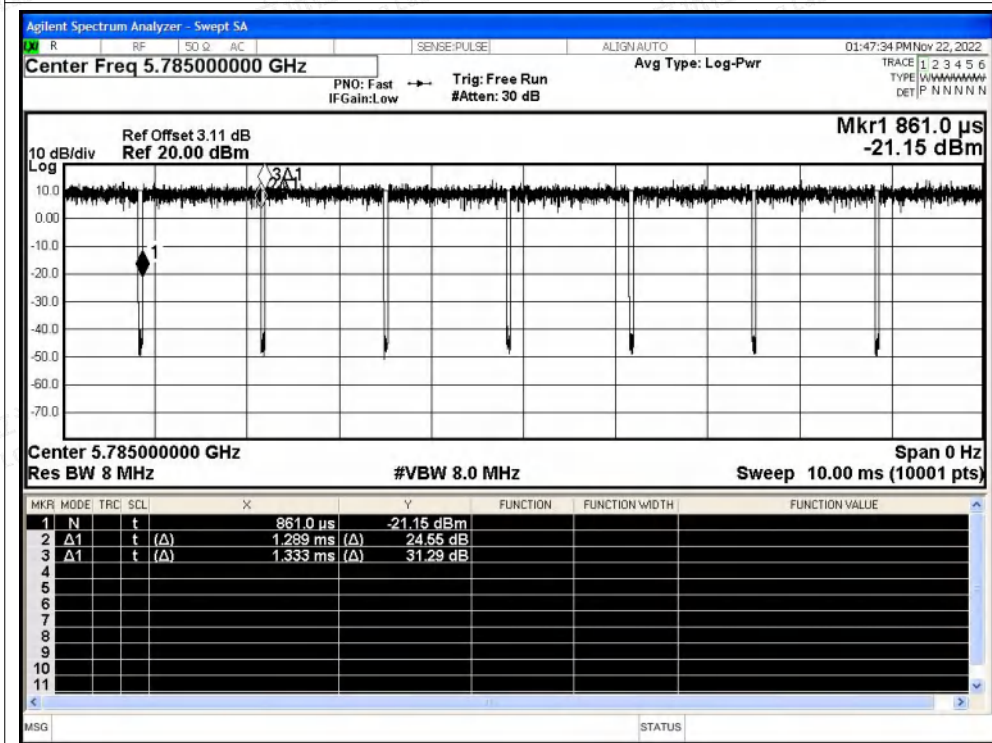 Agilent Spectrum Analyzer - Swept SA
R RF 50 Ω AC SENSE:PULSE ALIGN AUTO 01:47:34 PM Nov 22, 2022
Center Freq 5.785000000 GHz
PNO: Fast
IFGain:Low
Trig: Free Run
#Atten: 30 dB
Avg Type: Log-Pwr
TRACE 1 2 3 4 5 6
TYPE
DET P N N N N N
Ref Offset 3.11 dB
10 dB/div Ref 20.00 dBm
Log
Mkr1 861.0 µs
-21.15 dBm
10.0
0.00
-10.0
-20.0
-30.0
-40.0
-50.0
-60.0
-70.0
3Δ1
1
Center 5.785000000 GHz Span 0 Hz
Res BW 8 MHz #VBW 8.0 MHz Sweep 10.00 ms (10001 pts)
MKR MODE TRC SCL X Y FUNCTION FUNCTION WIDTH FUNCTION VALUE
1 N t 861.0 µs -21.15 dBm
2 Δ1 t (Δ) 1.289 ms (Δ) 24.55 dB
3 Δ1 t (Δ) 1.333 ms (Δ) 31.29 dB
4
5
6
7
8
9
10
11
MSG STATUS